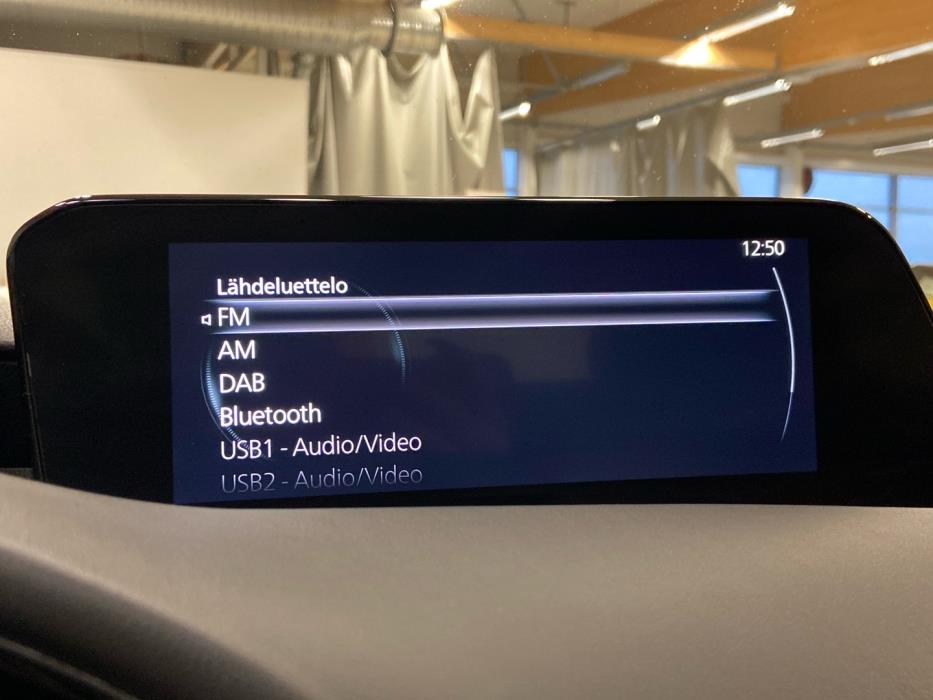 12:50
Lähdeluettelo
FM
AM
DAB
Bluetooth
USB1 - Audio/Video
USB2 - Audio/Video